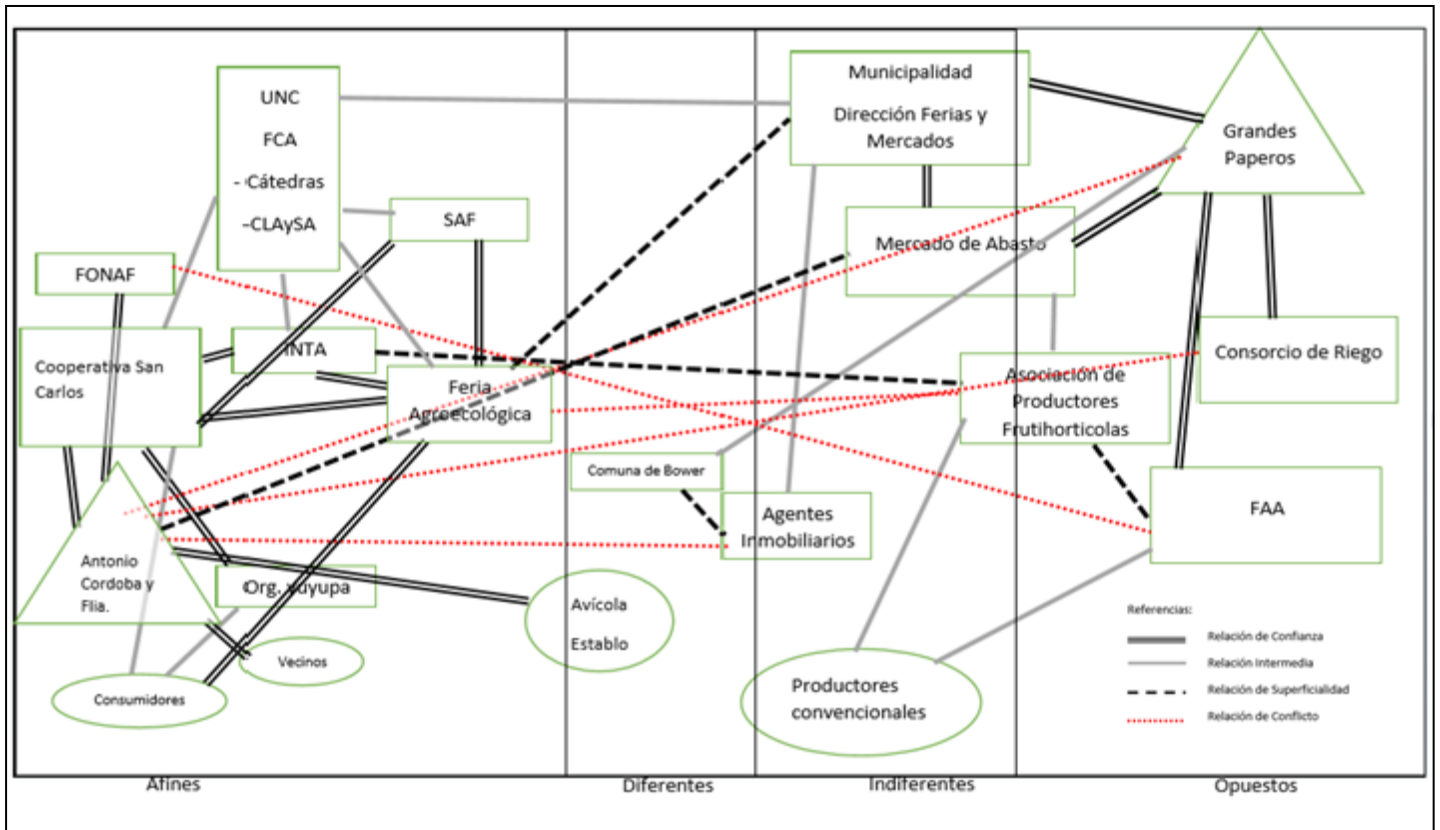 UNC
FCA
- Cátedras
-CLAySA
SAF
FONAF
Cooperativa San
Carlos
INTA
Feria
Agroecológica
Antonio
Cordoba y
Flia.
Org. yuyupa
Vecinos
Consumidores
Avícola
Establo
Comuna de Bower
Agentes
Inmobiliarios
Municipalidad
Dirección Ferias y
Mercados
Mercado de Abasto
Asociación de
Productores
Frutihorticolas
Productores
convencionales
Grandes
Paperos
Consorcio de Riego
FAA
Referencias:
Relación de Confianza
Relación Intermedia
Relación de Superficialidad
Relación de Conflicto
Afines
Diferentes
Indiferentes
Opuestos